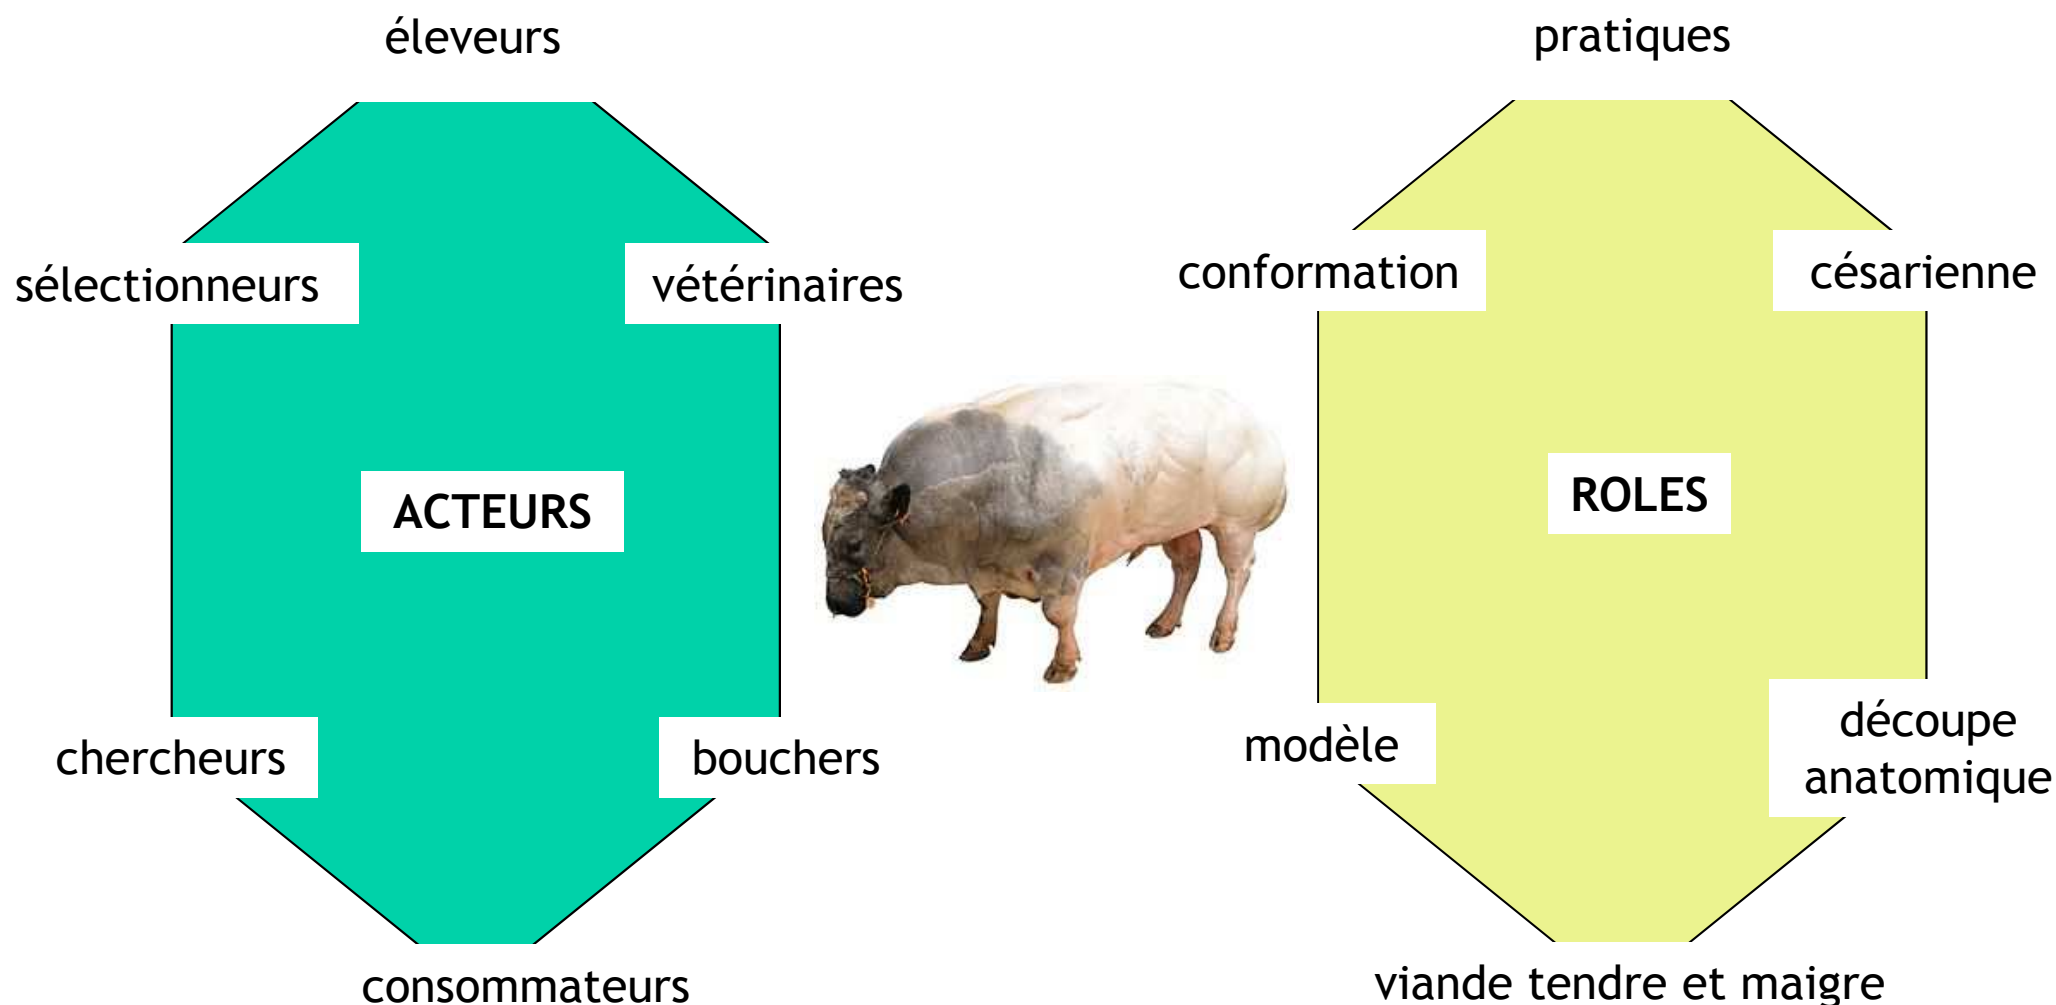 éleveurs
sélectionneurs
vétérinaires
ACTEURS
chercheurs
bouchers
consommateurs
pratiques
conformation
césarienne
ROLES
modèle
découpe
anatomique
viande tendre et maigre